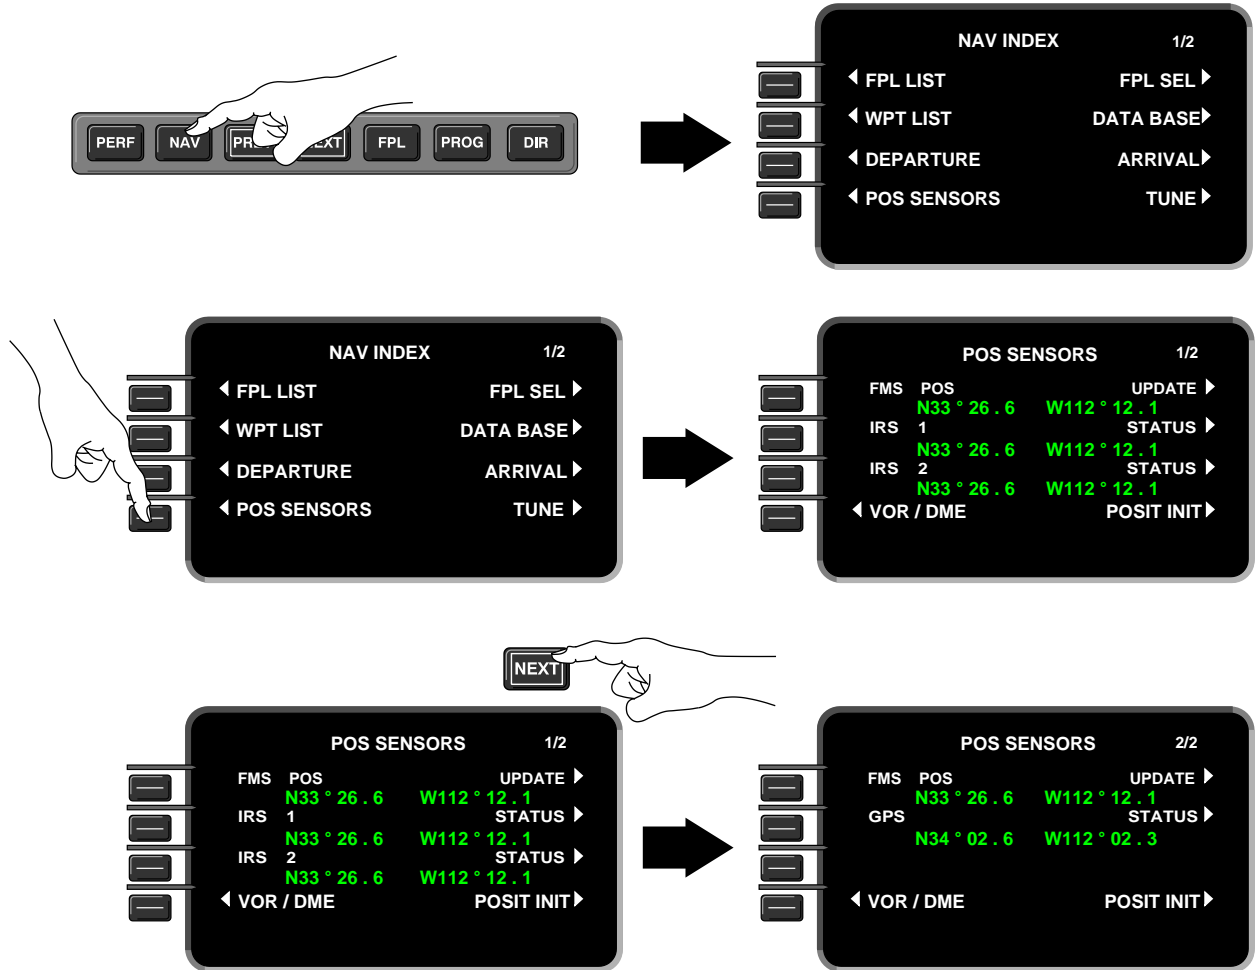 NAV INDEX 1/2
FPL LIST FPL SEL
WPT LIST DATA BASE
DEPARTURE ARRIVAL
POS SENSORS TUNE
PERF NAV FPL PROG DIR
NAV INDEX 1/2
FPL LIST FPL SEL
WPT LIST DATA BASE
DEPARTURE ARRIVAL
POS SENSORS TUNE
POS SENSORS 1/2
FMS POS UPDATE
N33 ° 26 . 6 W112 ° 12 . 1
IRS 1 STATUS
N33 ° 26 . 6 W112 ° 12 . 1
IRS 2 STATUS
N33 ° 26 . 6 W112 ° 12 . 1
VOR / DME POSIT INIT
NEXT
POS SENSORS 1/2
FMS POS UPDATE
N33 ° 26 . 6 W112 ° 12 . 1
IRS 1 STATUS
N33 ° 26 . 6 W112 ° 12 . 1
IRS 2 STATUS
N33 ° 26 . 6 W112 ° 12 . 1
VOR / DME POSIT INIT
POS SENSORS 2/2
FMS POS UPDATE
N33 ° 26 . 6 W112 ° 12 . 1
GPS STATUS
N34 ° 02 . 6 W112 ° 02 . 3
VOR / DME POSIT INIT